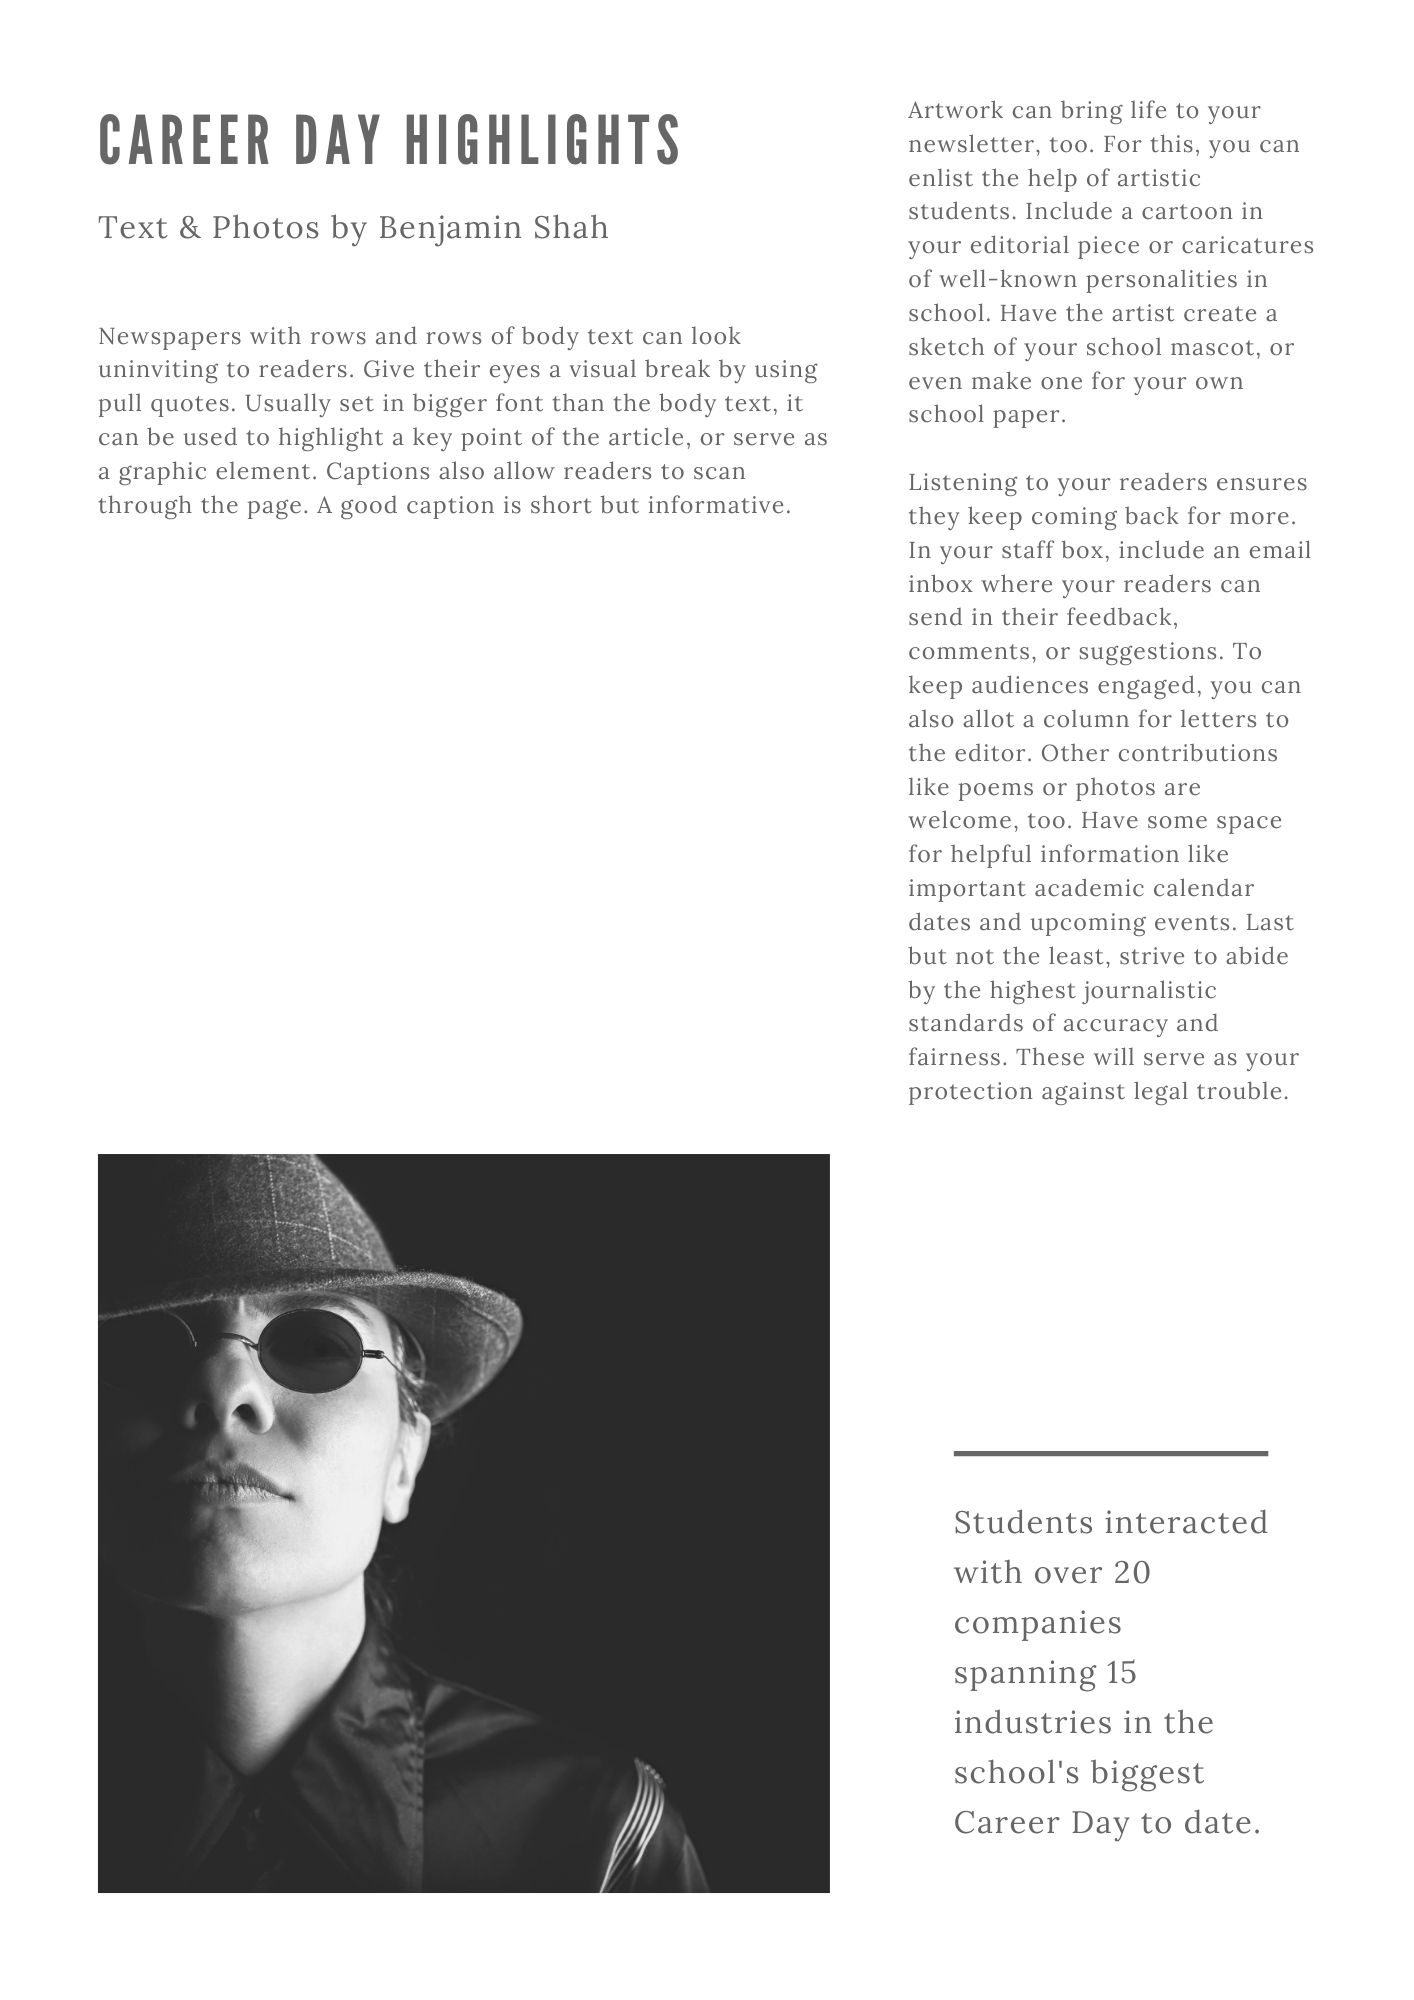 CAREER DAY HIGHLIGHTS
Text & Photos by Benjamin Shah
Newspapers with rows and rows of body text can look
uninviting to readers. Give their eyes a visual break by using
pull quotes. Usually set in bigger font than the body text, it
can be used to highlight a key point of the article, or serve as
a graphic element. Captions also allow readers to scan
through the page. A good caption is short but informative.
Artwork can bring life to your
newsletter, too. For this, you can
enlist the help of artistic
students. Include a cartoon in
your editorial piece or caricatures
of well-known personalities in
school. Have the artist create a
sketch of your school mascot, or
even make one for your own
school paper.
Listening to your readers ensures
they keep coming back for more.
In your staff box, include an email
inbox where your readers can
send in their feedback,
comments, or suggestions. To
keep audiences engaged, you can
also allot a column for letters to
the editor. Other contributions
like poems or photos are
welcome, too. Have some space
for helpful information like
important academic calendar
dates and upcoming events. Last
but not the least, strive to abide
by the highest journalistic
standards of accuracy and
fairness. These will serve as your
protection against legal trouble.
Students interacted
with over 20
companies
spanning 15
industries in the
school's biggest
Career Day to date.